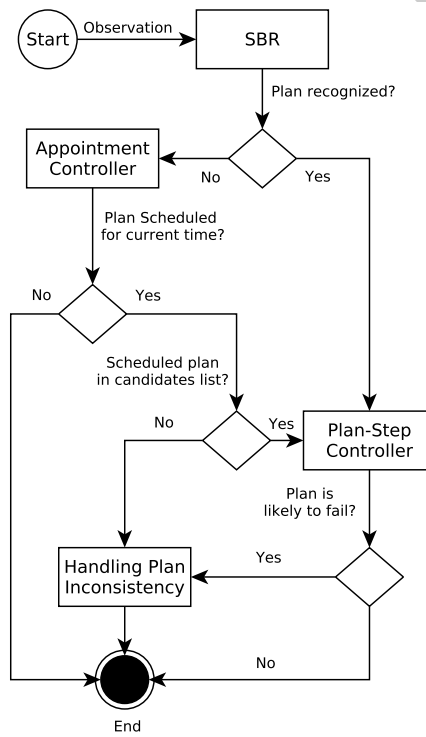 Start
Observation
SBR
Plan recognized?
Appointment
Controller
No
Yes
Plan Scheduled
for current time?
No
Yes
Scheduled plan
in candidates list?
No
Yes
Plan-Step
Controller
Plan is
likely to fail?
Handling Plan
Inconsistency
Yes
No
End